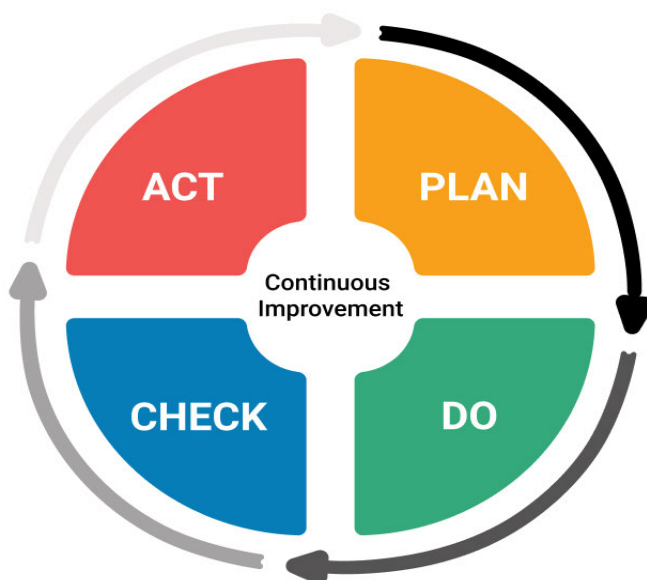 ACT
PLAN
Continuous
Improvement
CHECK
DO